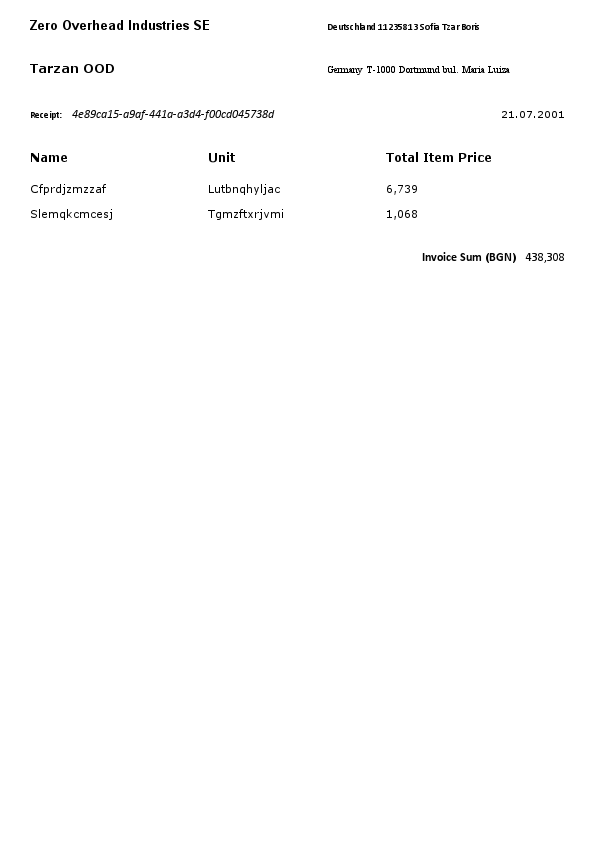 Zero Overhead Industries SE Deutschland 11235813 Sofia Tzar Boris
Tarzan OOD Germany T-1000 Dortmund bul. Maria Luiza
Receipt: 4e89ca15-a9af-441a-a3d4-f00cd045738d 21.07.2001
Name Unit Total Item Price
Cfprdjzmzzaf Lutbnqhyljac 6,739
Slemqkcmcesj Tgmzftxrjvmi 1,068
Invoice Sum (BGN) 438,308